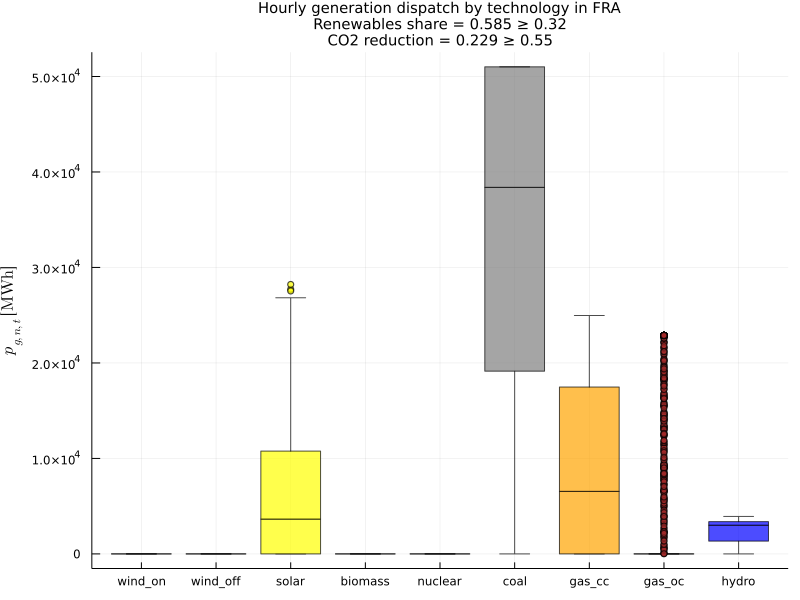 Hourly generation dispatch by technology in FRA
Renewables share = 0.585 ≥ 0.32
CO2 reduction = 0.229 ≥ 0.55
5.0×10⁴
4.0×10⁴
3.0×10⁴
2.0×10⁴
1.0×10⁴
0
p_{g,n,t} [MWh]
wind_on wind_off solar biomass nuclear coal gas_cc gas_oc hydro